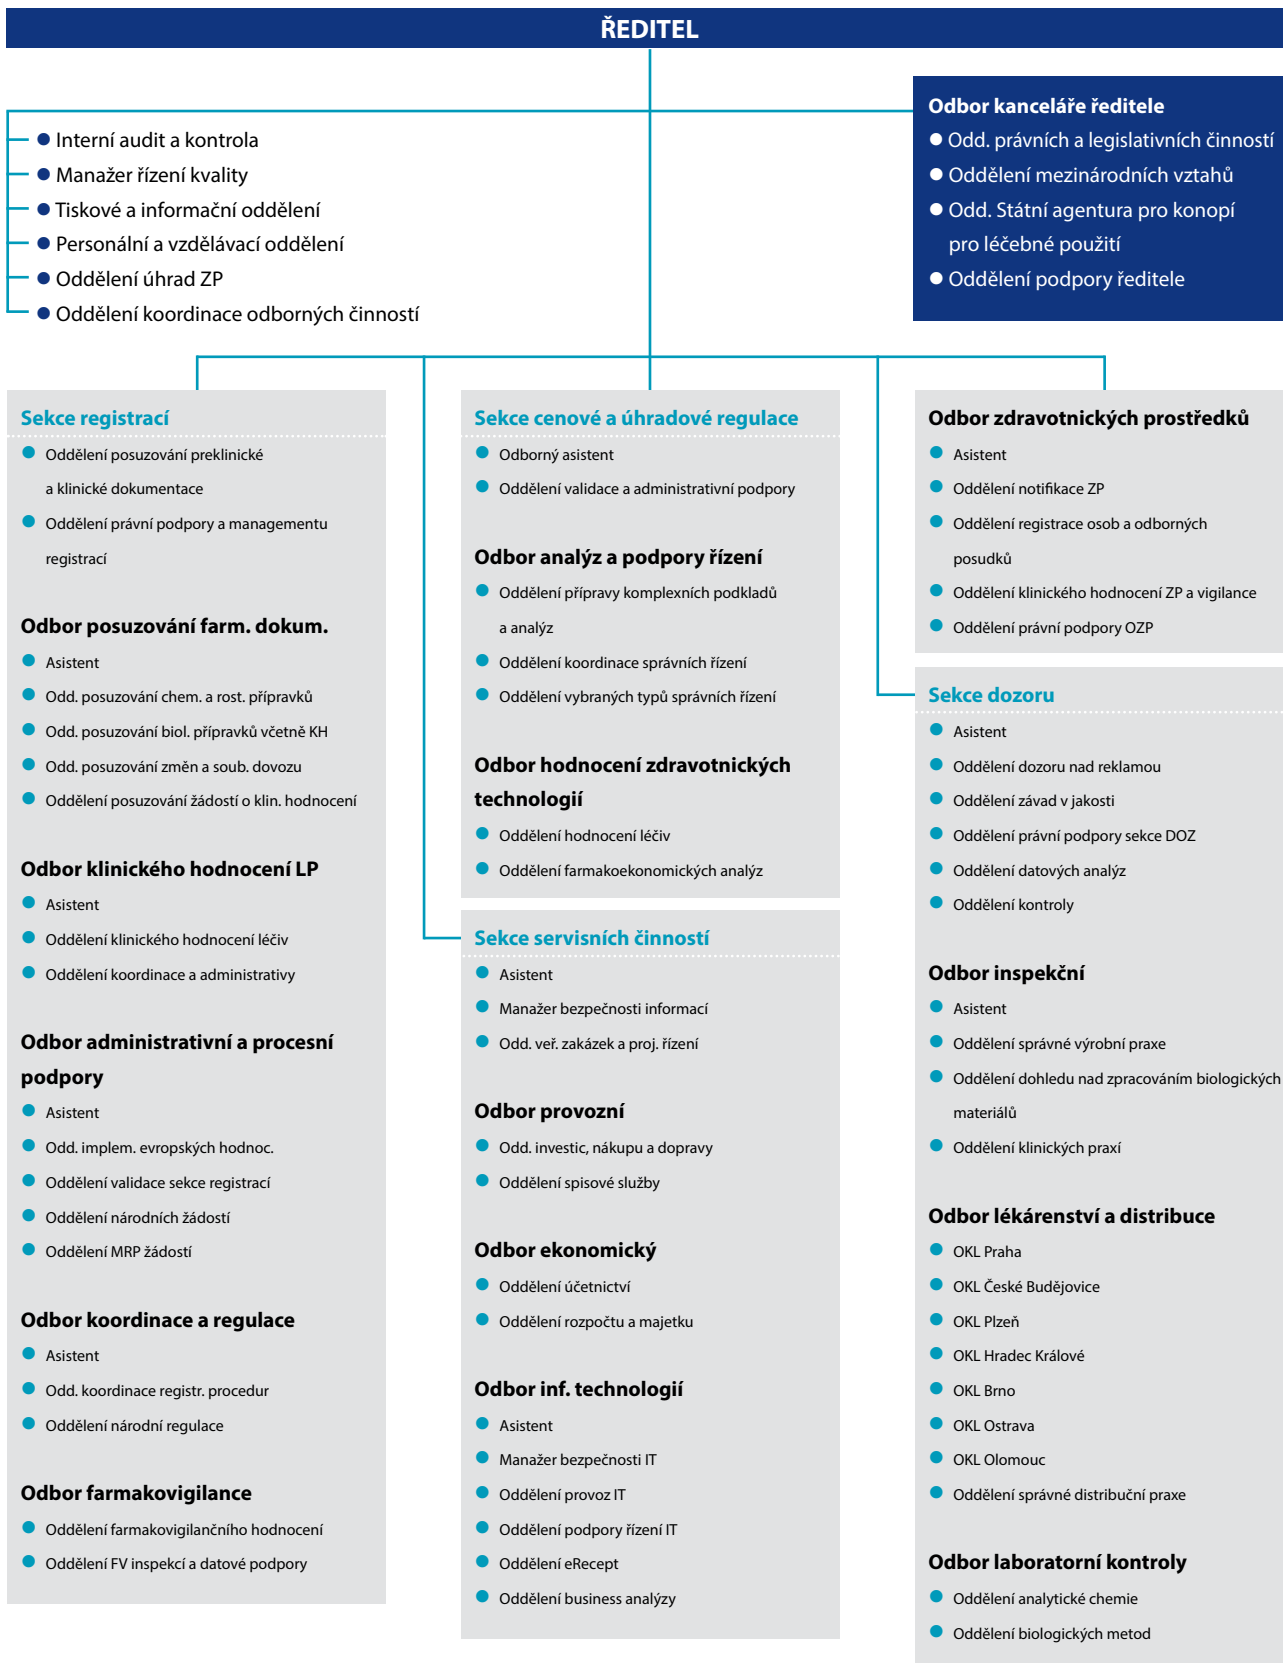 ŘEDITEL
Interní audit a kontrola
Manažer řízení kvality
Tiskové a informační oddělení
Personální a vzdělávací oddělení
Oddělení úhrad ZP
Oddělení koordinace odborných činností
Odbor kanceláře ředitele
Odd. právních a legislativních činností
Oddělení mezinárodních vztahů
Odd. Státní agentura pro konopí
pro léčebné použití
Oddělení podpory ředitele
Sekce registrací
Oddělení posuzování preklinické
a klinické dokumentace
Oddělení právní podpory a managementu
registrací
Odbor posuzování farm. dokum.
Asistent
Odd. posuzování chem. a rost. přípravků
Odd. posuzování biol. přípravků včetně KH
Odd. posuzování změn a soub. dovozu
Oddělení posuzování žádostí o klin. hodnocení
Odbor klinického hodnocení LP
Asistent
Oddělení klinického hodnocení léčiv
Oddělení koordinace a administrativy
Odbor administrativní a procesní
podpory
Asistent
Odd. implem. evropských hodnoc.
Oddělení validace sekce registrací
Oddělení národních žádostí
Oddělení MRP žádostí
Odbor koordinace a regulace
Asistent
Odd. koordinace registr. procedur
Oddělení národní regulace
Odbor farmakovigilance
Oddělení farmakovigilančního hodnocení
Oddělení FV inspekcí a datové podpory
Sekce cenové a úhradové regulace
Odborný asistent
Oddělení validace a administrativní podpory
Odbor analýz a podpory řízení
Oddělení přípravy komplexních podkladů
a analýz
Oddělení koordinace správních řízení
Oddělení vybraných typů správních řízení
Odbor hodnocení zdravotnických
technologií
Oddělení hodnocení léčiv
Oddělení farmakoekonomických analýz
Sekce servisních činností
Asistent
Manažer bezpečnosti informací
Odd. veř. zakázek a proj. řízení
Odbor provozní
Odd. investic, nákupu a dopravy
Oddělení spisové služby
Odbor ekonomický
Oddělení účetnictví
Oddělení rozpočtu a majetku
Odbor inf. technologií
Asistent
Manažer bezpečnosti IT
Oddělení provoz IT
Oddělení podpory řízení IT
Oddělení eRecept
Oddělení business analýzy
Odbor zdravotnických prostředků
Asistent
Oddělení notifikace ZP
Oddělení registrace osob a odborných
posudků
Oddělení klinického hodnocení ZP a vigilance
Oddělení právní podpory OZP
Sekce dozoru
Asistent
Oddělení dozoru nad reklamou
Oddělení závad v jakosti
Oddělení právní podpory sekce DOZ
Oddělení datových analýz
Oddělení kontroly
Odbor inspekční
Asistent
Oddělení správné výrobní praxe
Oddělení dohledu nad zpracováním biologických
materiálů
Oddělení klinických praxí
Odbor lékárenství a distribuce
OKL Praha
OKL České Budějovice
OKL Plzeň
OKL Hradec Králové
OKL Brno
OKL Ostrava
OKL Olomouc
Oddělení správné distribuční praxe
Odbor laboratorní kontroly
Oddělení analytické chemie
Oddělení biologických metod